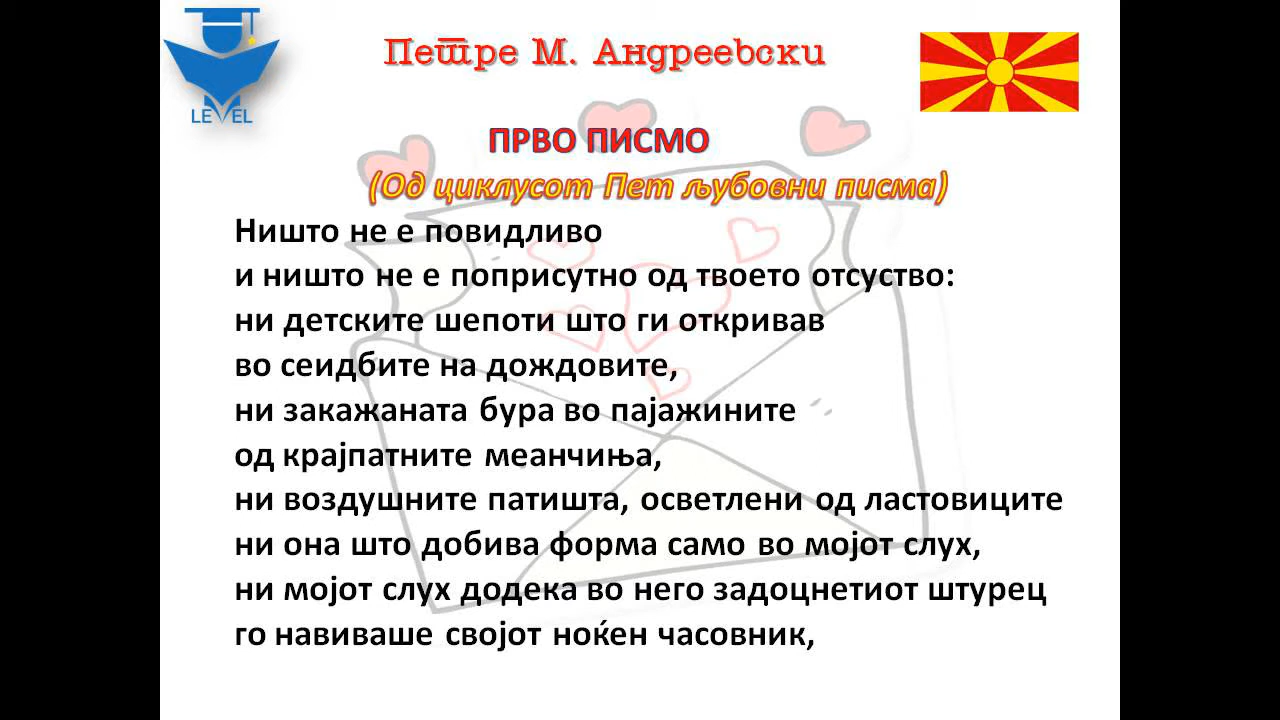 LEVEL
Петре М. Андреевски
ПРВО ПИСМО
(Од циклусот Пет љубовни писма)
Ништо не е повидливо
и ништо не е поприсутно од твоето отсуство:
ни детските шепоти што ги откривав
во сеидбите на дождовите,
ни закажаната бура во пајажините
од крајпатните меанчиња,
ни воздушните патишта, осветлени од ластовиците
ни она што добива форма само во мојот слух,
ни мојот слух додека во него задоцнетиот штурец
го навиваше својот ноќен часовник,